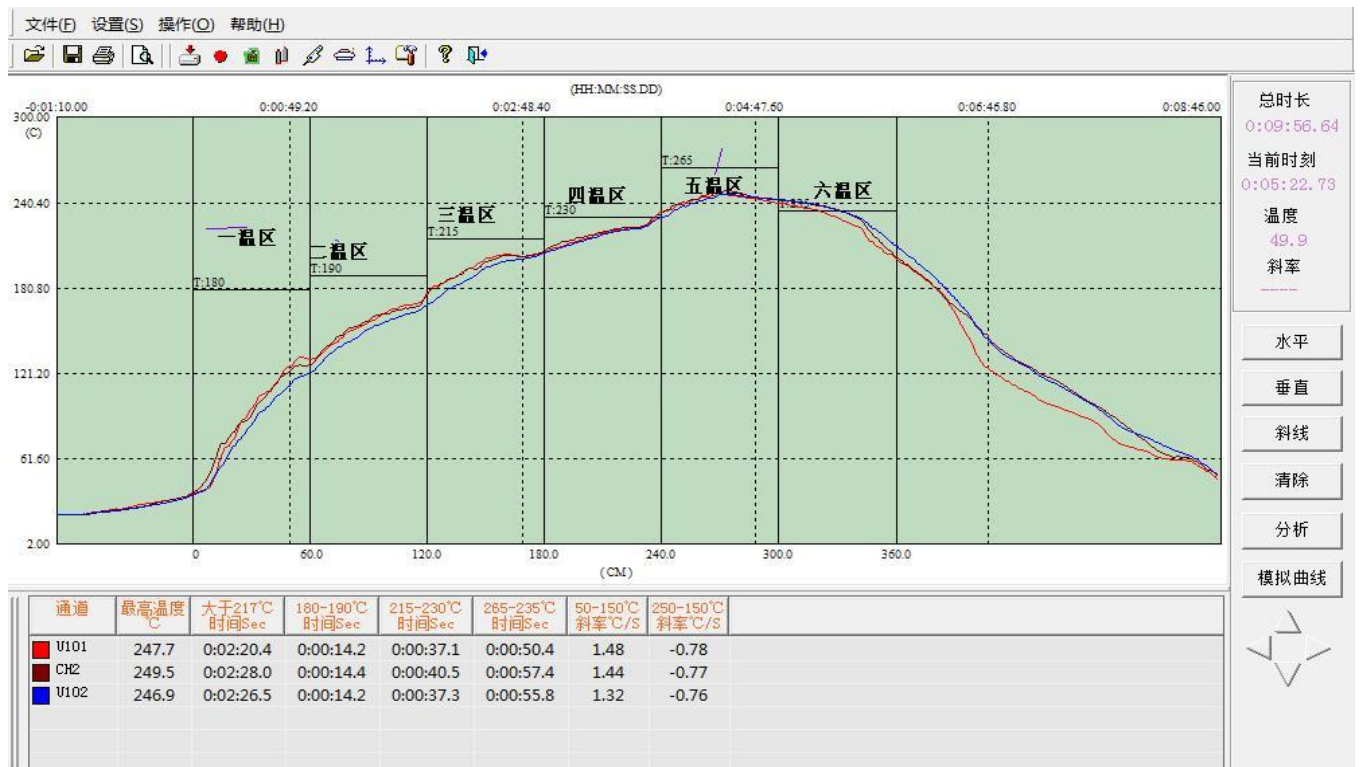 文件(F) 设置(S) 操作(O) 帮助(H)
(HH:MM:SS.DD)
-0:01:10.00 0:00:49.20 0:02:48.40 0:04:47.60 0:06:46.80 0:08:46.00
300.00
(C)
240.40
180.80
121.20
61.60
2.00
一温区
T:180
二温区
T:190
三温区
T:215
四温区
T:230
T:265
五温区
六温区
0 60.0 120.0 180.0 240.0 300.0 360.0
(CM)
总时长
0:09:56.64
当前时刻
0:05:22.73
温度
49.9
斜率
----
水平
垂直
斜线
清除
分析
模拟曲线
通道 最高温度℃ 大于217℃时间Sec 180-190℃时间Sec 215-230℃时间Sec 265-235℃时间Sec 50-150℃斜率℃/S 250-150℃斜率℃/S
U101 247.7 0:02:20.4 0:00:14.2 0:00:37.1 0:00:50.4 1.48 -0.78
CH2 249.5 0:02:28.0 0:00:14.4 0:00:40.5 0:00:57.4 1.44 -0.77
U102 246.9 0:02:26.5 0:00:14.2 0:00:37.3 0:00:55.8 1.32 -0.76